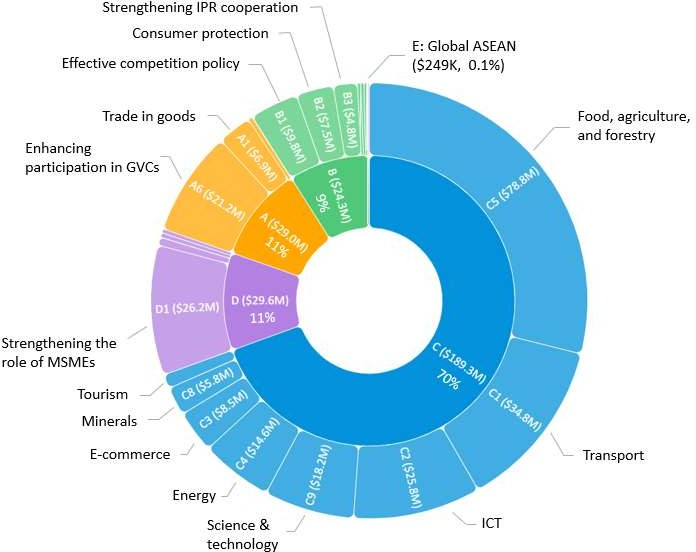 Strengthening IPR cooperation
Consumer protection
Effective competition policy
Trade in goods
Enhancing
participation in GVCs
Strengthening the
role of MSMEs
Tourism
Minerals
E-commerce
Energy
Science &
technology
ICT
Transport
Food, agriculture,
and forestry
E: Global ASEAN
($249K, 0.1%)
B1 ($9.8M)
B2 ($7.5M)
B3 ($4.8M)
A1 ($6.9M)
A6 ($21.2M)
D1 ($26.2M)
C8 ($5.8M)
C3 ($8.5M)
C4 ($14.6M)
C9 ($18.2M)
C2 ($25.8M)
C1 ($34.8M)
C5 ($78.8M)
B ($24.3M)
9%
A ($29.0M)
11%
D ($29.6M)
11%
C ($189.3M)
70%